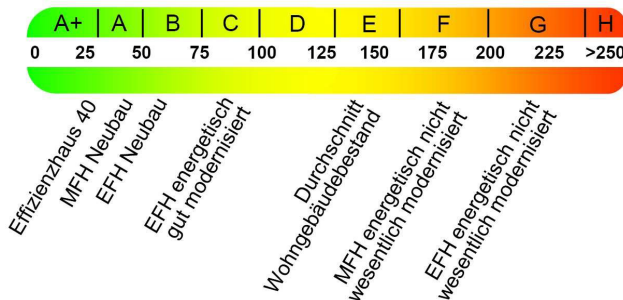 A+ A B C D E F G H
0 25 50 75 100 125 150 175 200 225 >250
Effizienzhaus 40
MFH Neubau
EFH Neubau
EFH energetisch
gut modernisiert
Durchschnitt
Wohngebäudebestand
MFH energetisch nicht
wesentlich modernisiert
EFH energetisch nicht
wesentlich modernisiert